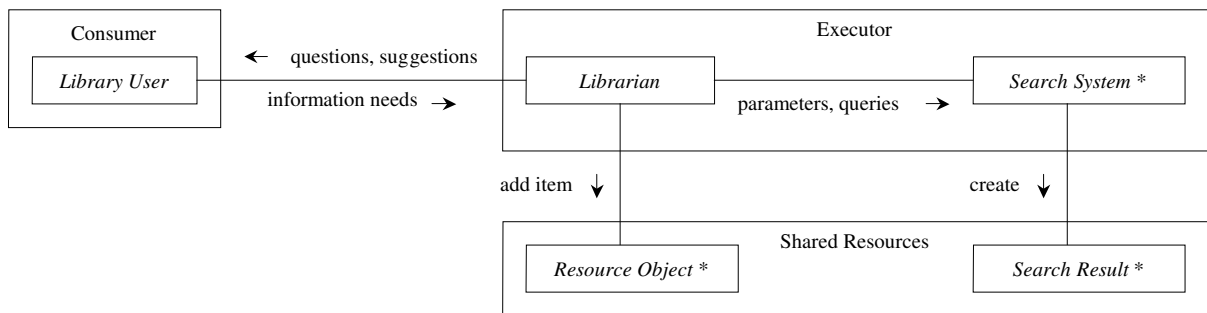 Consumer
Library User
questions, suggestions
information needs
Executor
Librarian
parameters, queries
Search System *
add item
create
Shared Resources
Resource Object *
Search Result *